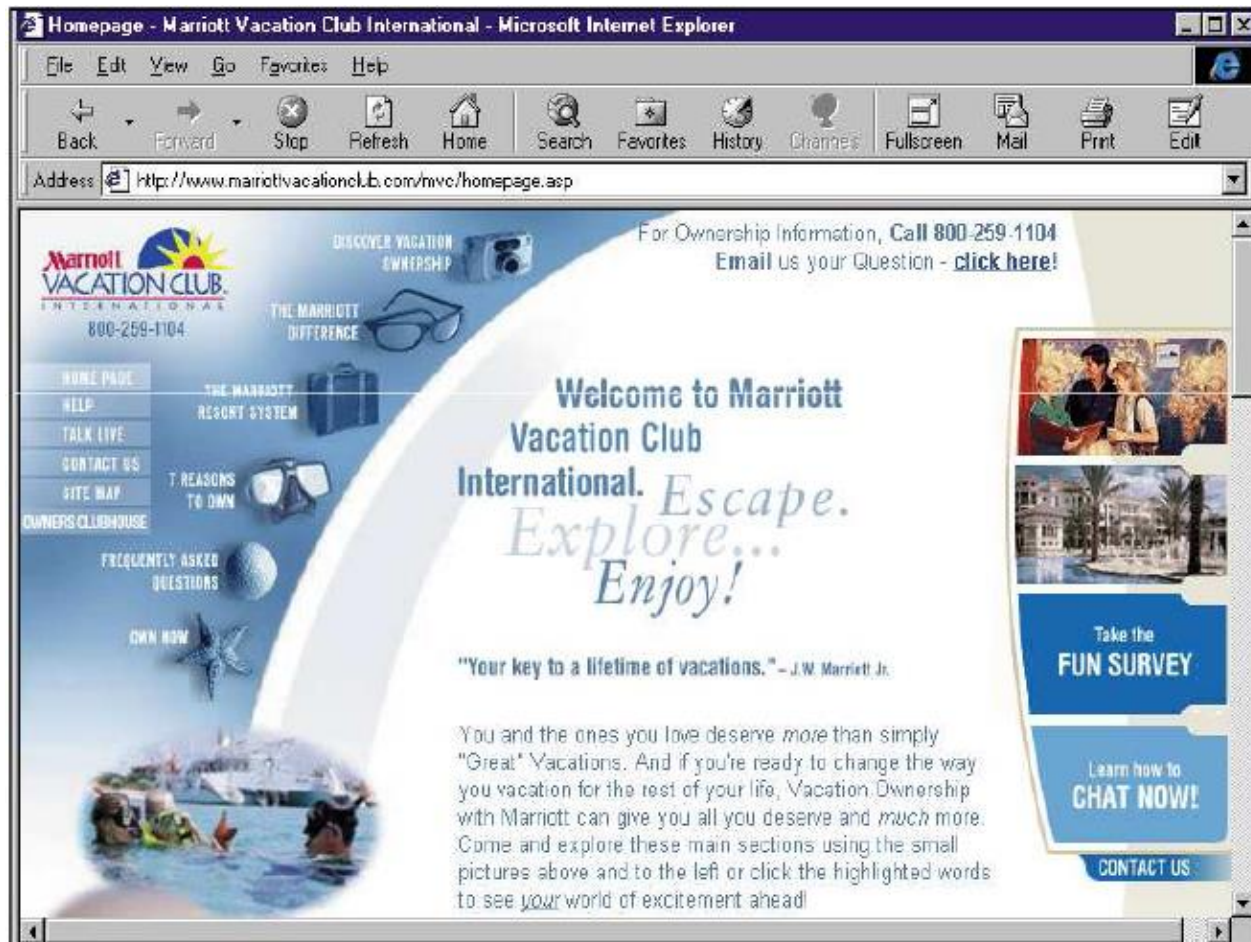 Homepage - Marriott Vacation Club International - Microsoft Internet Explorer
File Edit View Go Favorites Help
Back Forward Stop Refresh Home Search Favorites History Channels Fullscreen Mail Print Edit
Address http://www.marriottvacationclub.com/mvc/homepage.asp
Marriott
VACATION CLUB.
INTERNATIONAL
800-259-1104
HOME PAGE
HELP
TALK LIVE
CONTACT US
SITE MAP
OWNERS CLUBHOUSE
DISCOVER VACATION
OWNERSHIP
THE MARRIOTT
DIFFERENCE
THE MARRIOTT
RESORT SYSTEM
7 REASONS
TO OWN
FREQUENTLY ASKED
QUESTIONS
OWN NOW
For Ownership Information, Call 800-259-1104
Email us your Question - click here!
Welcome to Marriott
Vacation Club
International.
Escape.
Explore...
Enjoy!
"Your key to a lifetime of vacations." – J.W. Marriott Jr.
You and the ones you love deserve more than simply
"Great" Vacations. And if you're ready to change the way
you vacation for the rest of your life, Vacation Ownership
with Marriott can give you all you deserve and much more.
Come and explore these main sections using the small
pictures above and to the left or click the highlighted words
to see your world of excitement ahead!
Take the
FUN SURVEY
Learn how to
CHAT NOW!
CONTACT US